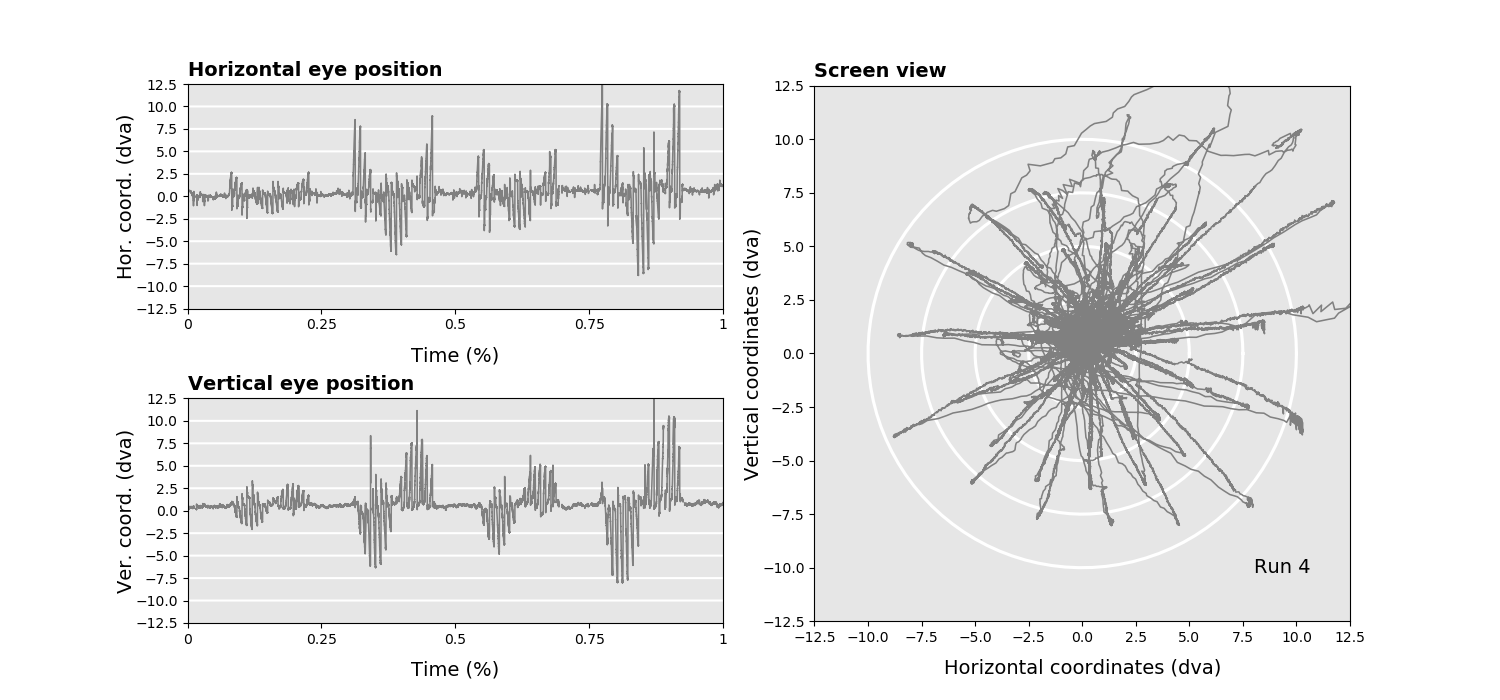 Horizontal eye position
Hor. coord. (dva)
12.5
10.0
7.5
5.0
2.5
0.0
−2.5
−5.0
−7.5
−10.0
−12.5
0 0.25 0.5 0.75 1
Time (%)
Vertical eye position
Ver. coord. (dva)
12.5
10.0
7.5
5.0
2.5
0.0
−2.5
−5.0
−7.5
−10.0
−12.5
0 0.25 0.5 0.75 1
Time (%)
Screen view
Vertical coordinates (dva)
12.5
10.0
7.5
5.0
2.5
0.0
−2.5
−5.0
−7.5
−10.0
−12.5
Run 4
−12.5 −10.0 −7.5 −5.0 −2.5 0.0 2.5 5.0 7.5 10.0 12.5
Horizontal coordinates (dva)